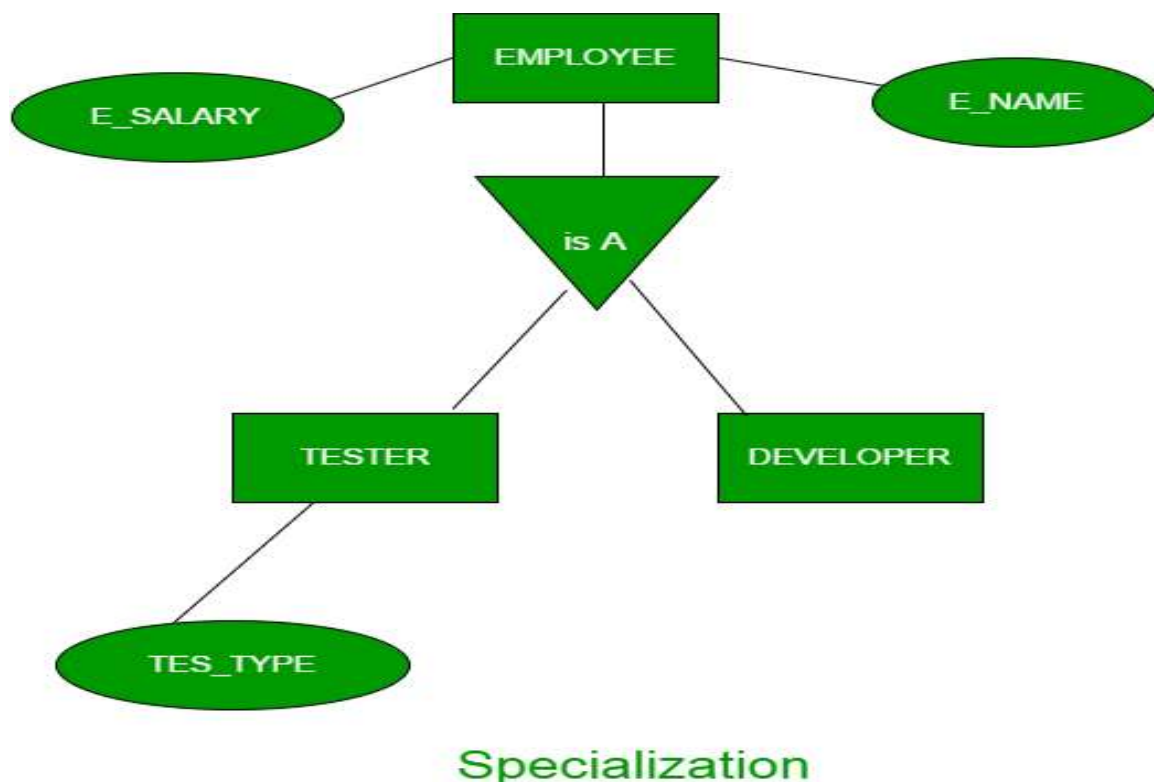 EMPLOYEE
E_SALARY
E_NAME
is A
TESTER
DEVELOPER
TES_TYPE
Specialization